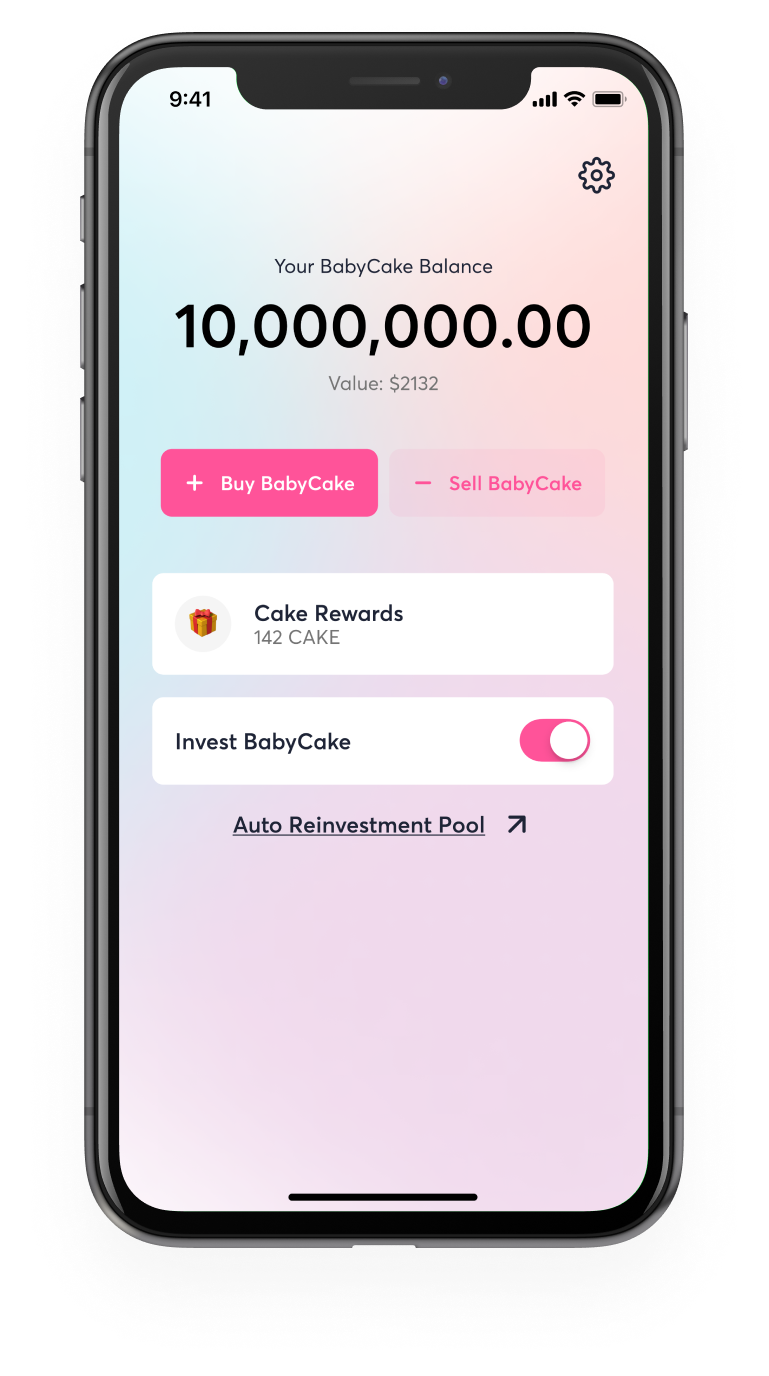 9:41
Your BabyCake Balance
10,000,000.00
Value: $2132
+ Buy BabyCake
− Sell BabyCake
Cake Rewards
142 CAKE
Invest BabyCake
Auto Reinvestment Pool